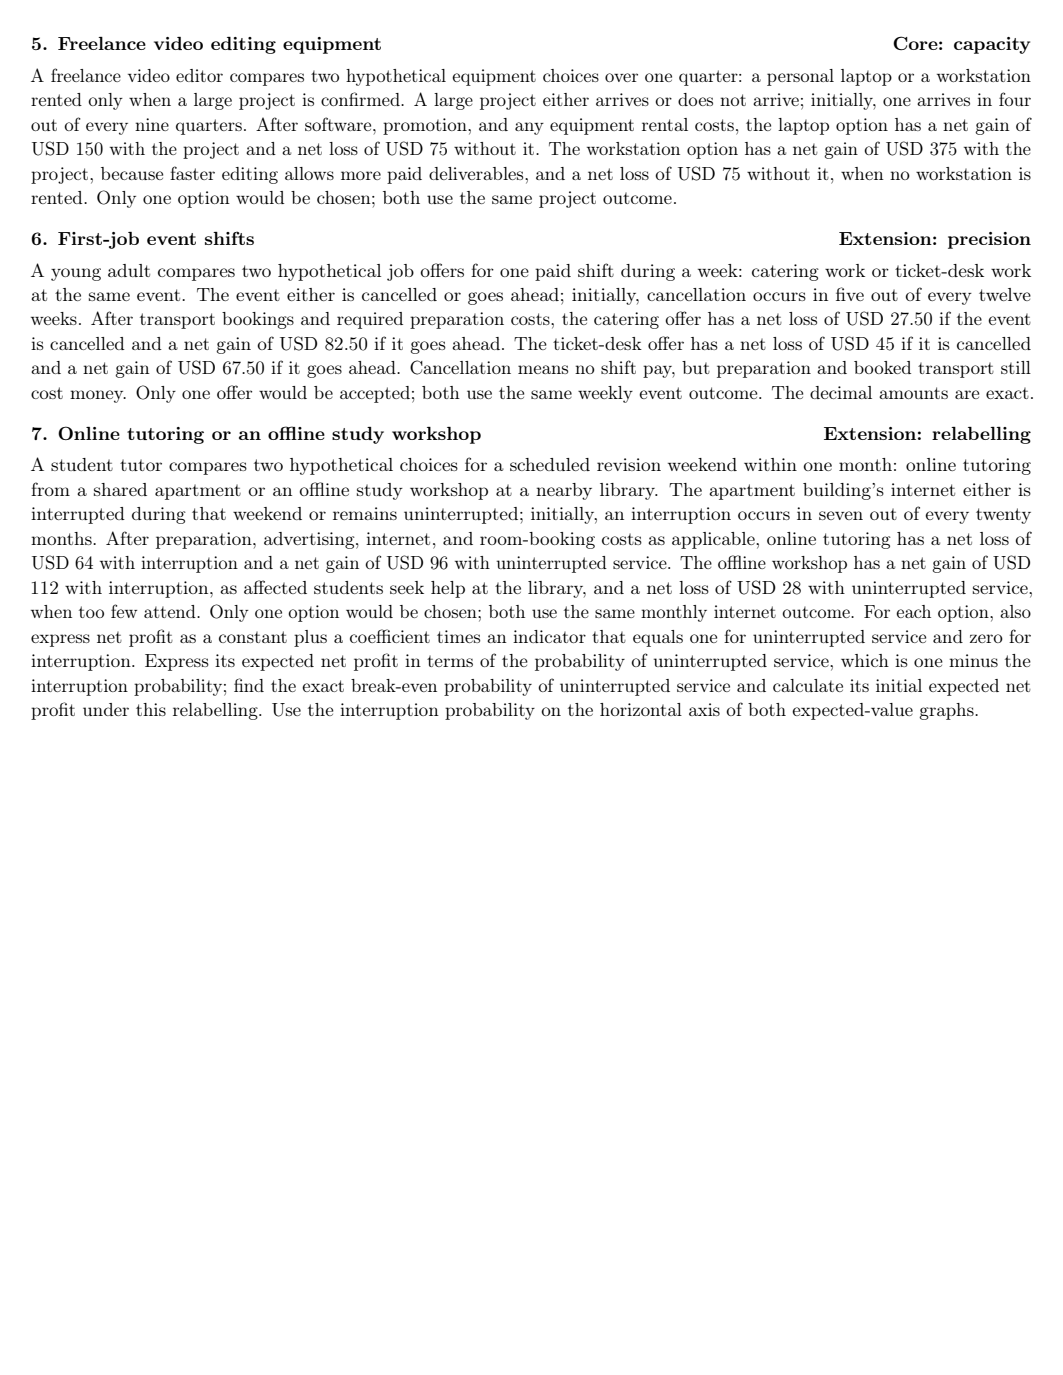 5. Freelance video editing equipment Core: capacity
A freelance video editor compares two hypothetical equipment choices over one quarter: a personal laptop or a workstation
rented only when a large project is confirmed. A large project either arrives or does not arrive; initially, one arrives in four
out of every nine quarters. After software, promotion, and any equipment rental costs, the laptop option has a net gain of
USD 150 with the project and a net loss of USD 75 without it. The workstation option has a net gain of USD 375 with the
project, because faster editing allows more paid deliverables, and a net loss of USD 75 without it, when no workstation is
rented. Only one option would be chosen; both use the same project outcome.
6. First-job event shifts Extension: precision
A young adult compares two hypothetical job offers for one paid shift during a week: catering work or ticket-desk work
at the same event. The event either is cancelled or goes ahead; initially, cancellation occurs in five out of every twelve
weeks. After transport bookings and required preparation costs, the catering offer has a net loss of USD 27.50 if the event
is cancelled and a net gain of USD 82.50 if it goes ahead. The ticket-desk offer has a net loss of USD 45 if it is cancelled
and a net gain of USD 67.50 if it goes ahead. Cancellation means no shift pay, but preparation and booked transport still
cost money. Only one offer would be accepted; both use the same weekly event outcome. The decimal amounts are exact.
7. Online tutoring or an offline study workshop Extension: relabelling
A student tutor compares two hypothetical choices for a scheduled revision weekend within one month: online tutoring
from a shared apartment or an offline study workshop at a nearby library. The apartment building's internet either is
interrupted during that weekend or remains uninterrupted; initially, an interruption occurs in seven out of every twenty
months. After preparation, advertising, internet, and room-booking costs as applicable, online tutoring has a net loss of
USD 64 with interruption and a net gain of USD 96 with uninterrupted service. The offline workshop has a net gain of USD
112 with interruption, as affected students seek help at the library, and a net loss of USD 28 with uninterrupted service,
when too few attend. Only one option would be chosen; both use the same monthly internet outcome. For each option, also
express net profit as a constant plus a coefficient times an indicator that equals one for uninterrupted service and zero for
interruption. Express its expected net profit in terms of the probability of uninterrupted service, which is one minus the
interruption probability; find the exact break-even probability of uninterrupted service and calculate its initial expected net
profit under this relabelling. Use the interruption probability on the horizontal axis of both expected-value graphs.